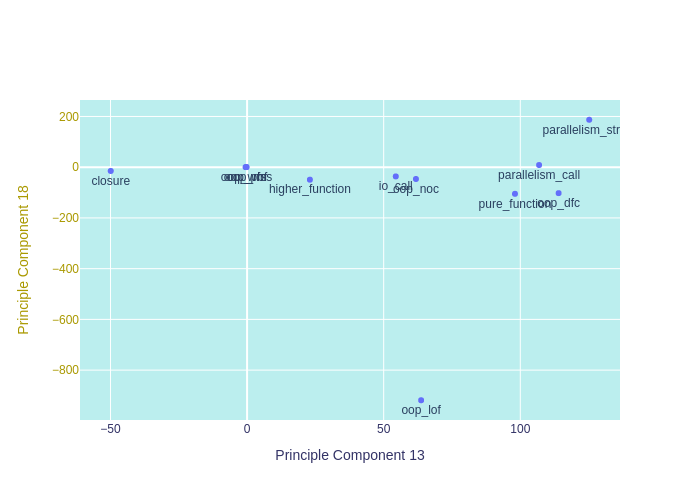 200
0
−200
−400
−600
−800
Principle Component 18
parallelism_str
parallelism_call
closure
higher_function
io_call
oop_noc
pure_function
oop_dfc
oop_lof
−50
0
50
100
Principle Component 13